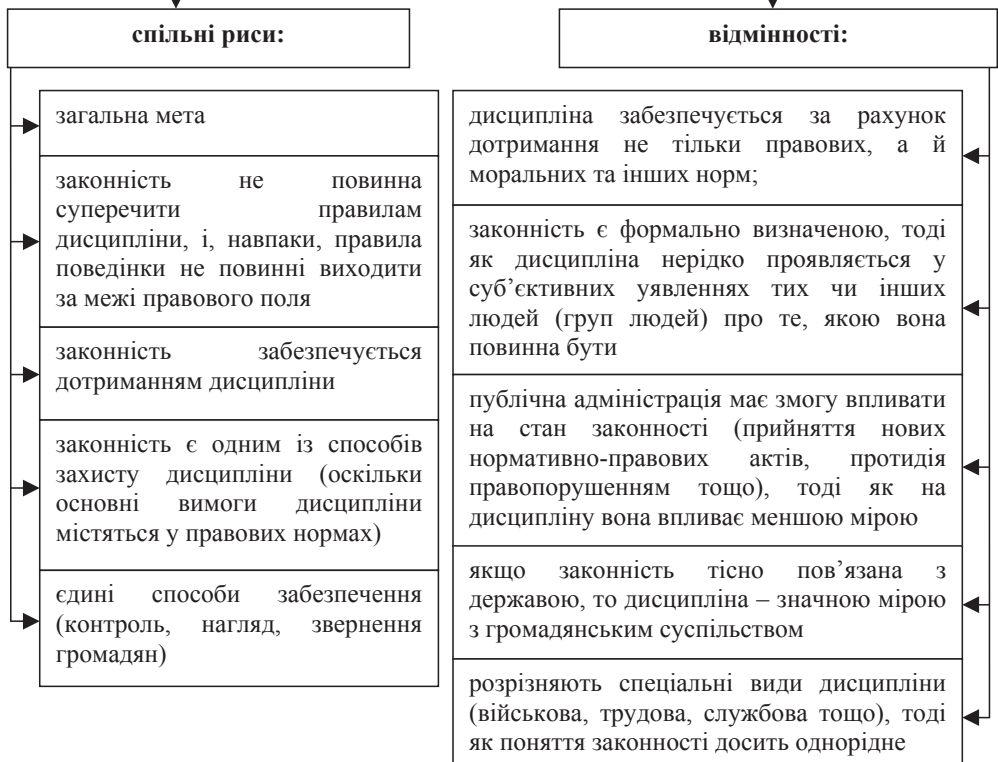 спільні риси:
загальна мета
законність не повинна
суперечити правилам
дисципліни, і, навпаки, правила
поведінки не повинні виходити
за межі правового поля
законність забезпечується
дотриманням дисципліни
законність є одним із способів
захисту дисципліни (оскільки
основні вимоги дисципліни
містяться у правових нормах)
єдині способи забезпечення
(контроль, нагляд, звернення
громадян)
відмінності:
дисципліна забезпечується за рахунок
дотримання не тільки правових, а й
моральних та інших норм;
законність є формально визначеною, тоді
як дисципліна нерідко проявляється у
суб’єктивних уявленнях тих чи інших
людей (груп людей) про те, якою вона
повинна бути
публічна адміністрація має змогу впливати
на стан законності (прийняття нових
нормативно-правових актів, протидія
правопорушенням тощо), тоді як на
дисципліну вона впливає меншою мірою
якщо законність тісно пов’язана з
державою, то дисципліна – значною мірою
з громадянським суспільством
розрізняють спеціальні види дисципліни
(військова, трудова, службова тощо), тоді
як поняття законності досить однорідне